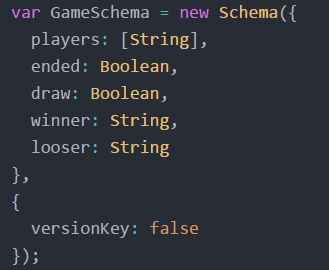 var GameSchema = new Schema({
  players: [String],
  ended: Boolean,
  draw: Boolean,
  winner: String,
  looser: String
},
{
  versionKey: false
});